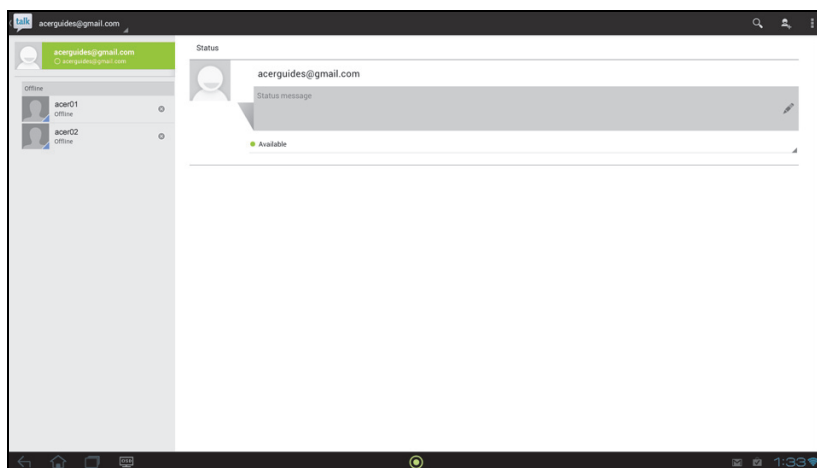 talk acerguides@gmail.com
acerguides@gmail.com
acerguides@gmail.com
Offline
acer01
Offline
acer02
Offline
Status
acerguides@gmail.com
Status message
Available
1:33